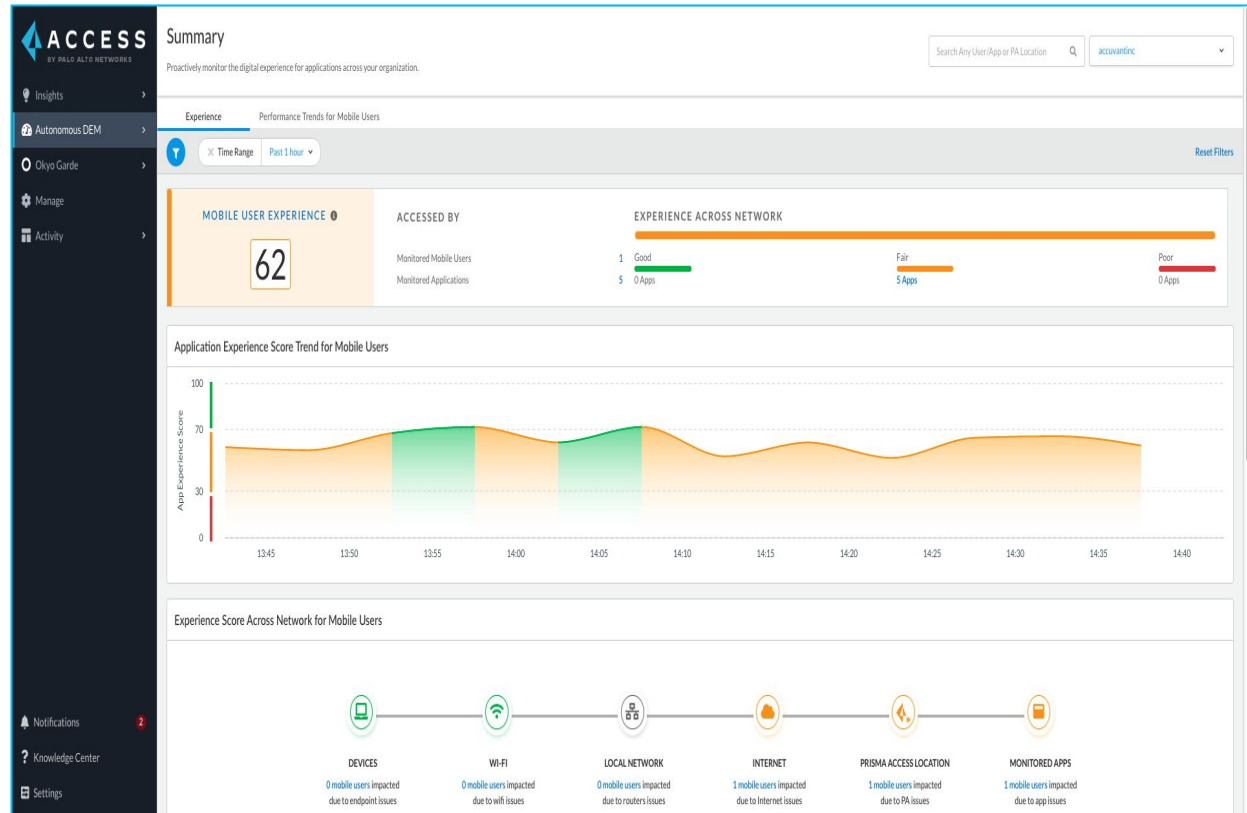 ACCESS
BY PALO ALTO NETWORKS
Insights
Autonomous DEM
Okyo Garde
Manage
Activity
Notifications 2
Knowledge Center
Settings
Summary
Proactively monitor the digital experience for applications across your organization.
Search Any User/App or PA Location
accuvantinc
Experience Performance Trends for Mobile Users
Time Range Past 1 hour
Reset Filters
MOBILE USER EXPERIENCE
62
ACCESSED BY
Monitored Mobile Users 1
Monitored Applications 5
EXPERIENCE ACROSS NETWORK
Good Fair Poor
0 Apps 5 Apps 0 Apps
Application Experience Score Trend for Mobile Users
App Experience Score
100
70
30
0
13:45 13:50 13:55 14:00 14:05 14:10 14:15 14:20 14:25 14:30 14:35 14:40
Experience Score Across Network for Mobile Users
DEVICES
0 mobile users impacted
due to endpoint issues
WI-FI
0 mobile users impacted
due to wifi issues
LOCAL NETWORK
0 mobile users impacted
due to routers issues
INTERNET
1 mobile users impacted
due to Internet issues
PRISMA ACCESS LOCATION
1 mobile users impacted
due to PA issues
MONITORED APPS
1 mobile users impacted
due to app issues